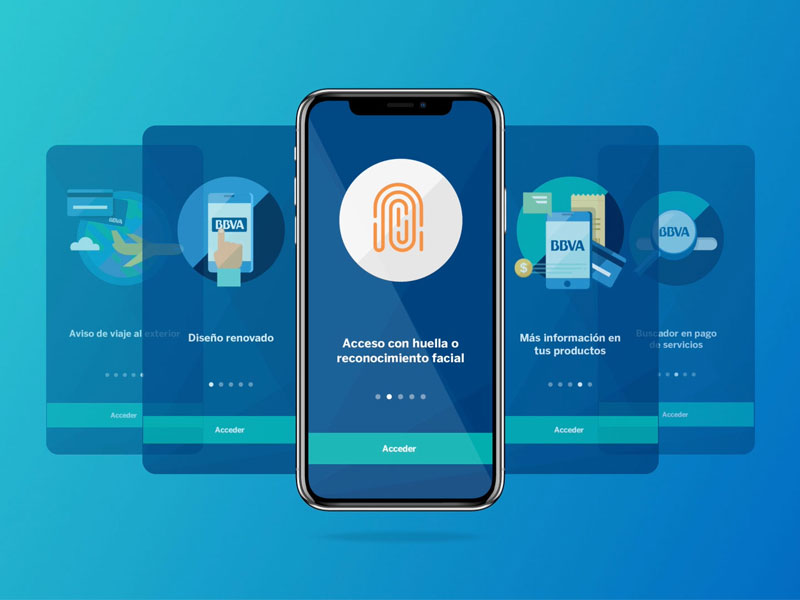 BBVA
Aviso de viaje al exterior
Acceder
BBVA
Diseño renovado
Acceder
Acceso con huella o
reconocimiento facial
Acceder
BBVA
$
Más información en
tus productos
Acceder
BBVA
Buscador en pago
de servicios
Acceder